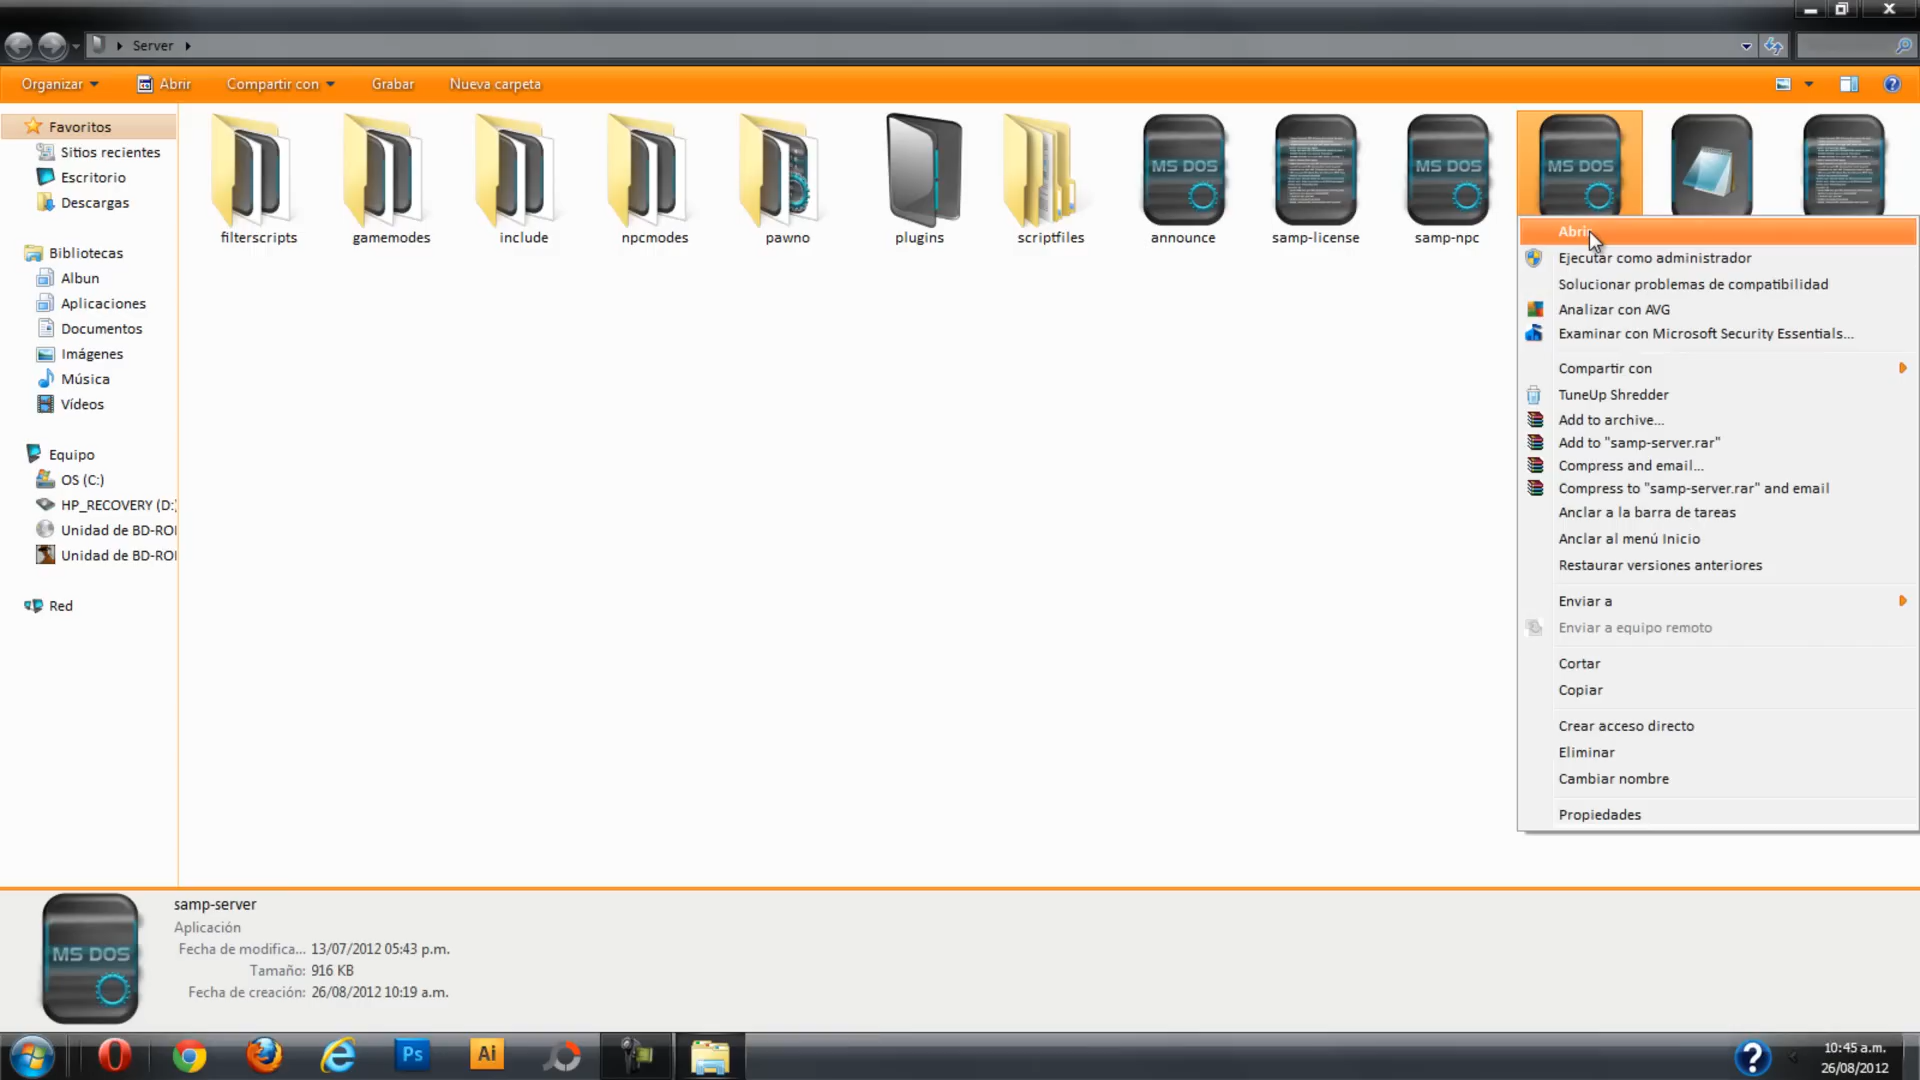 Server
Organizar
Abrir
Compartir con
Grabar
Nueva carpeta
Favoritos
Sitios recientes
Escritorio
Descargas
Bibliotecas
Albun
Aplicaciones
Documentos
Imágenes
Música
Vídeos
Equipo
OS (C:)
HP_RECOVERY (D:)
Unidad de BD-RO
Unidad de BD-RO
Red
MS DOS
MS DOS
MS DOS
filterscripts
gamemodes
include
npcmodes
pawno
plugins
scriptfiles
announce
samp-license
samp-npc
Abrir
Ejecutar como administrador
Solucionar problemas de compatibilidad
Analizar con AVG
Examinar con Microsoft Security Essentials...
Compartir con
TuneUp Shredder
Add to archive...
Add to "samp-server.rar"
Compress and email...
Compress to "samp-server.rar" and email
Anclar a la barra de tareas
Anclar al menú Inicio
Restaurar versiones anteriores
Enviar a
Enviar a equipo remoto
Cortar
Copiar
Crear acceso directo
Eliminar
Cambiar nombre
Propiedades
MS DOS
samp-server
Aplicación
Fecha de modifica... 13/07/2012 05:43 p.m.
Tamaño: 916 KB
Fecha de creación: 26/08/2012 10:19 a.m.
Ps
Ai
10:45 a.m.
26/08/2012